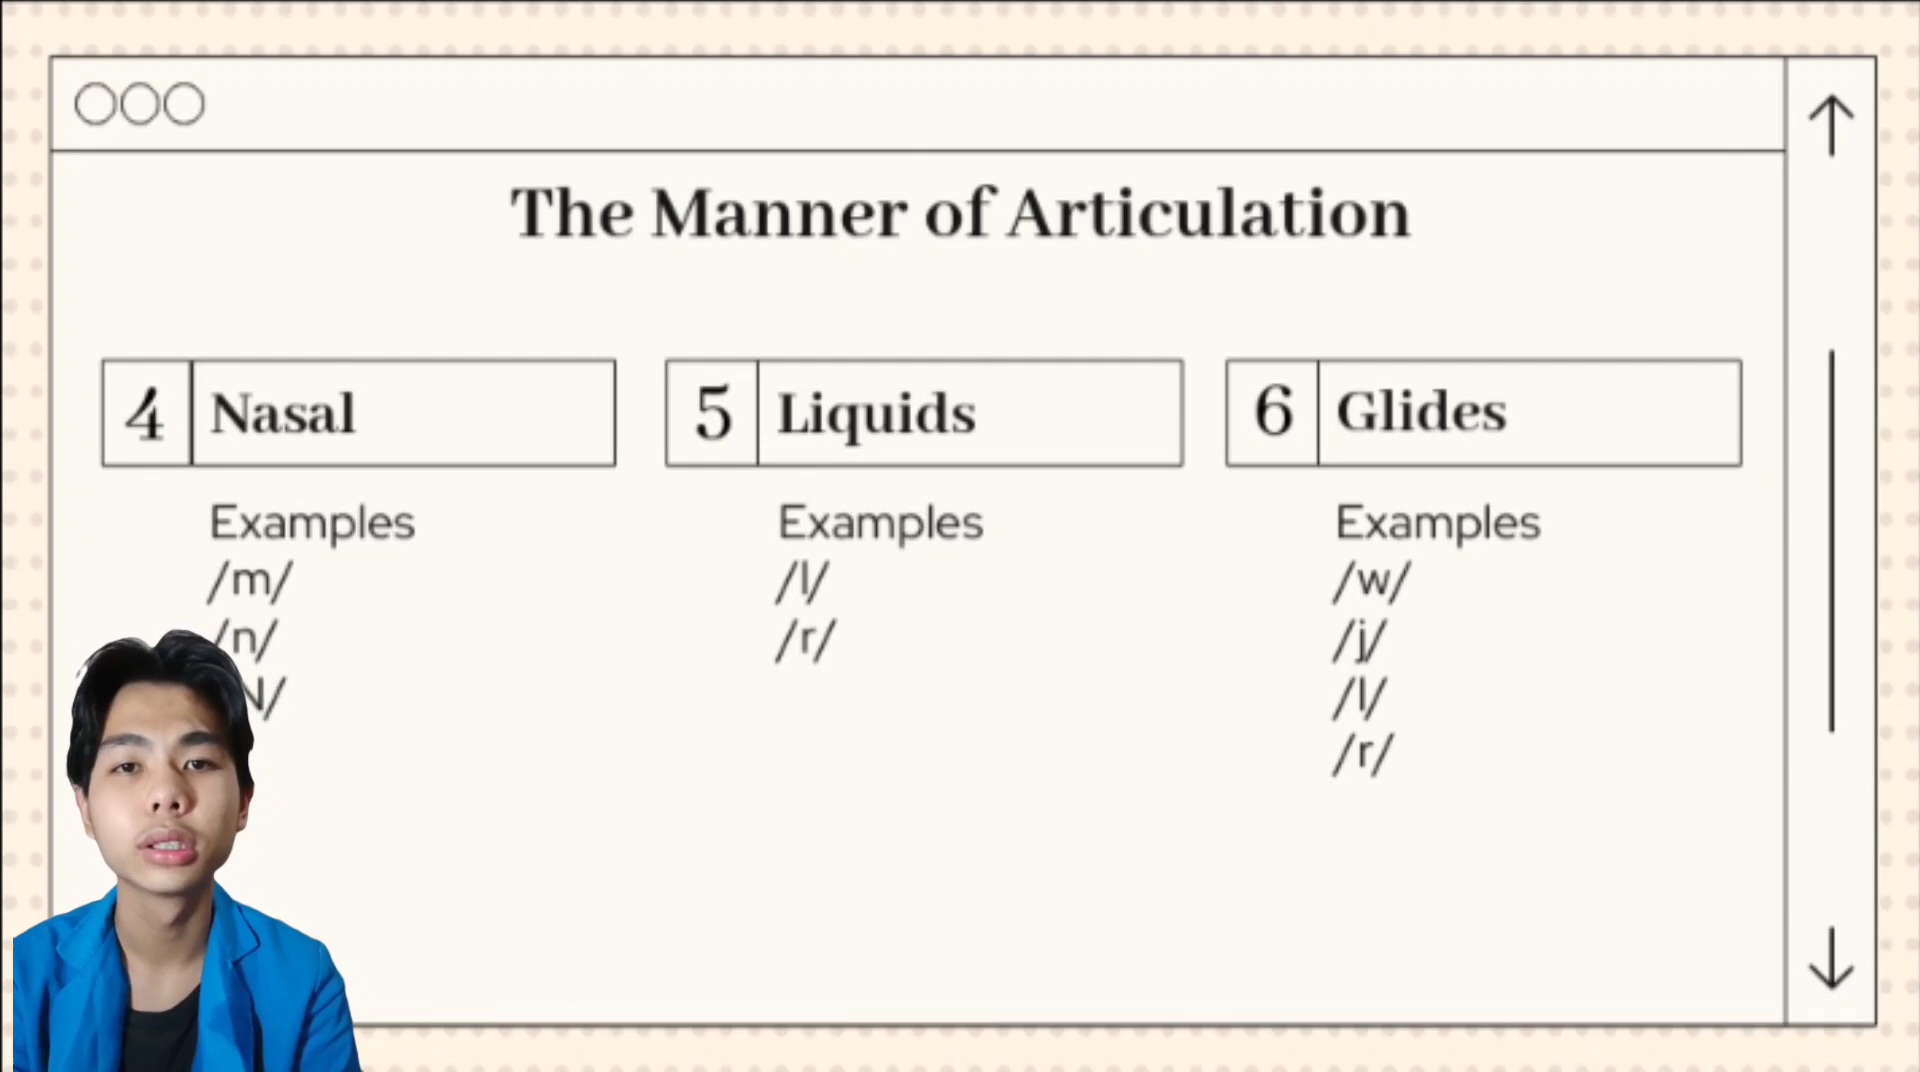 The Manner of Articulation
4 Nasal
Examples
/m/
/n/
N/
5 Liquids
Examples
/l/
/r/
6 Glides
Examples
/w/
/j/
/l/
/r/